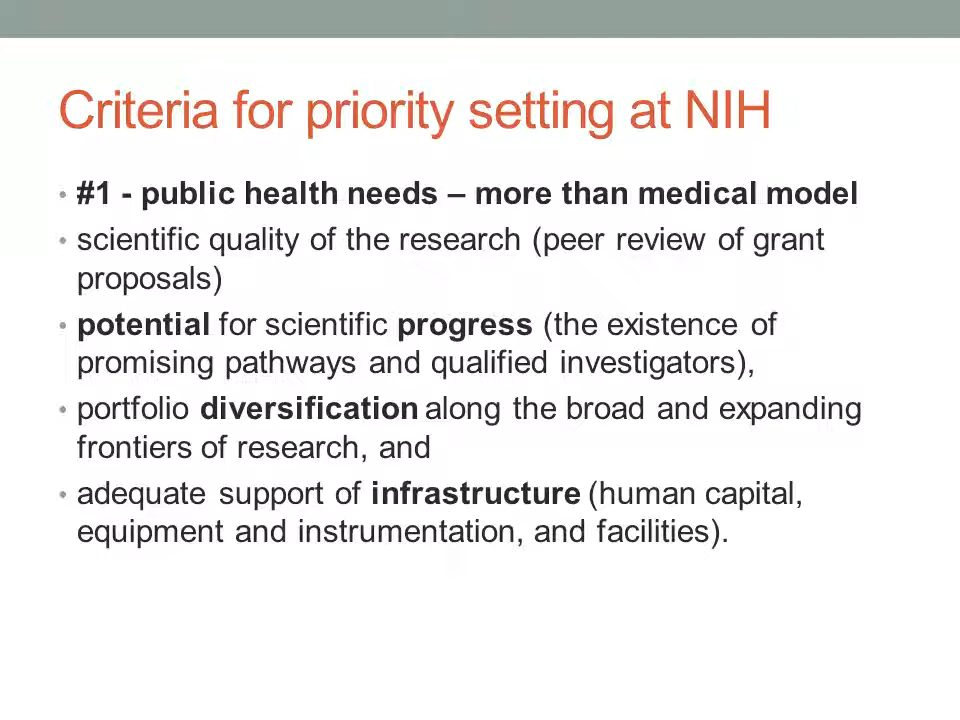 Criteria for priority setting at NIH
• #1 - public health needs – more than medical model
• scientific quality of the research (peer review of grant
proposals)
• potential for scientific progress (the existence of
promising pathways and qualified investigators),
• portfolio diversification along the broad and expanding
frontiers of research, and
• adequate support of infrastructure (human capital,
equipment and instrumentation, and facilities).